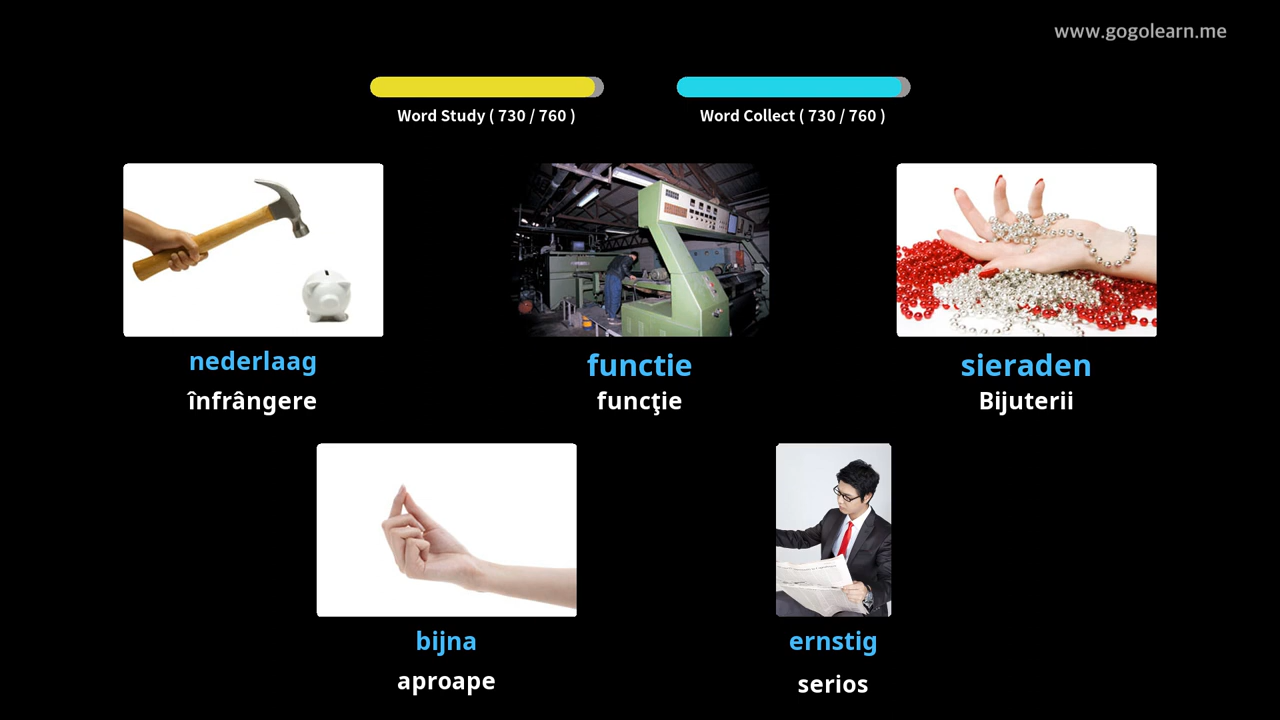 www.gogolearn.me
Word Study ( 730 / 760 )
Word Collect ( 730 / 760 )
nederlaag
înfrângere
functie
funcţie
sieraden
Bijuterii
bijna
aproape
ernstig
serios